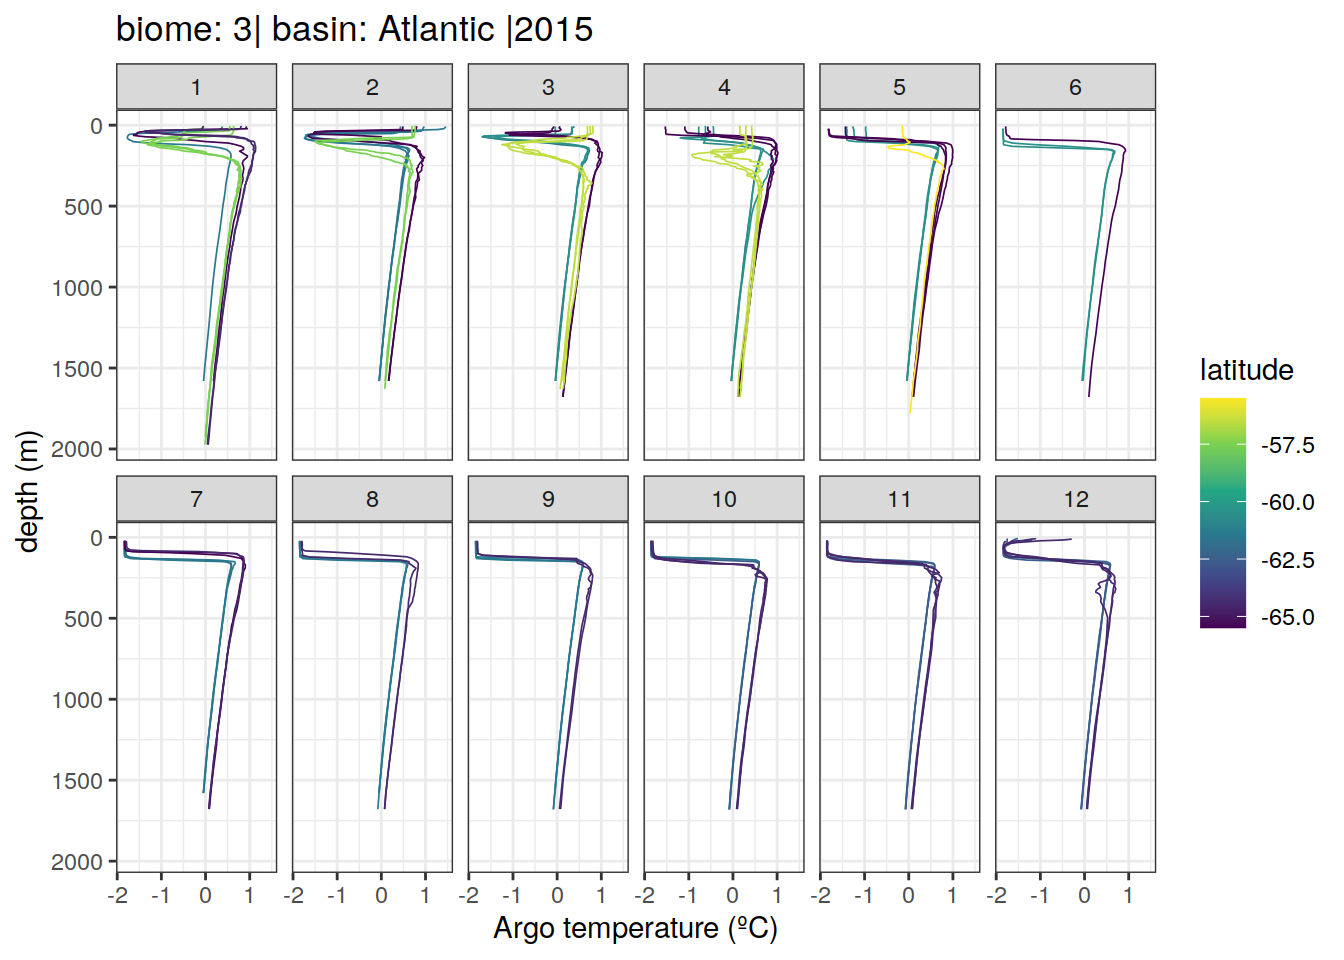 biome: 3| basin: Atlantic |2015
1 2 3 4 5 6
0
500
1000
1500
2000
7 8 9 10 11 12
0
500
1000
1500
2000
-2 -1 0 1 -2 -1 0 1 -2 -1 0 1 -2 -1 0 1 -2 -1 0 1 -2 -1 0 1
Argo temperature (ºC)
depth (m)
latitude
-57.5
-60.0
-62.5
-65.0